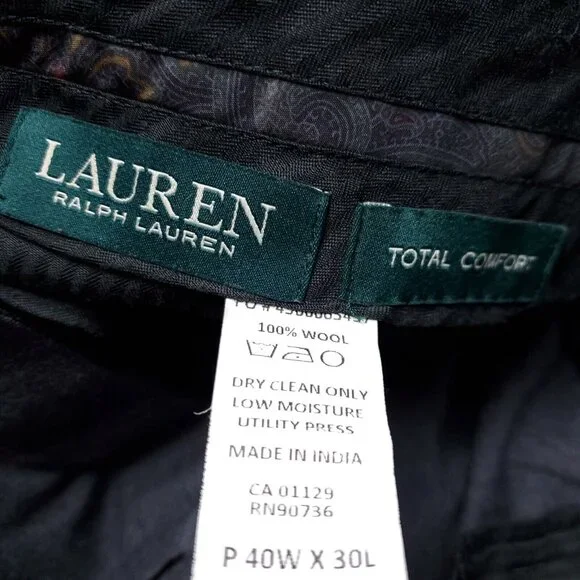 LAUREN
RALPH LAUREN
TOTAL COMFORT
100% WOOL
DRY CLEAN ONLY
LOW MOISTURE
UTILITY PRESS
MADE IN INDIA
CA 01129
RN90736
P 40W X 30L